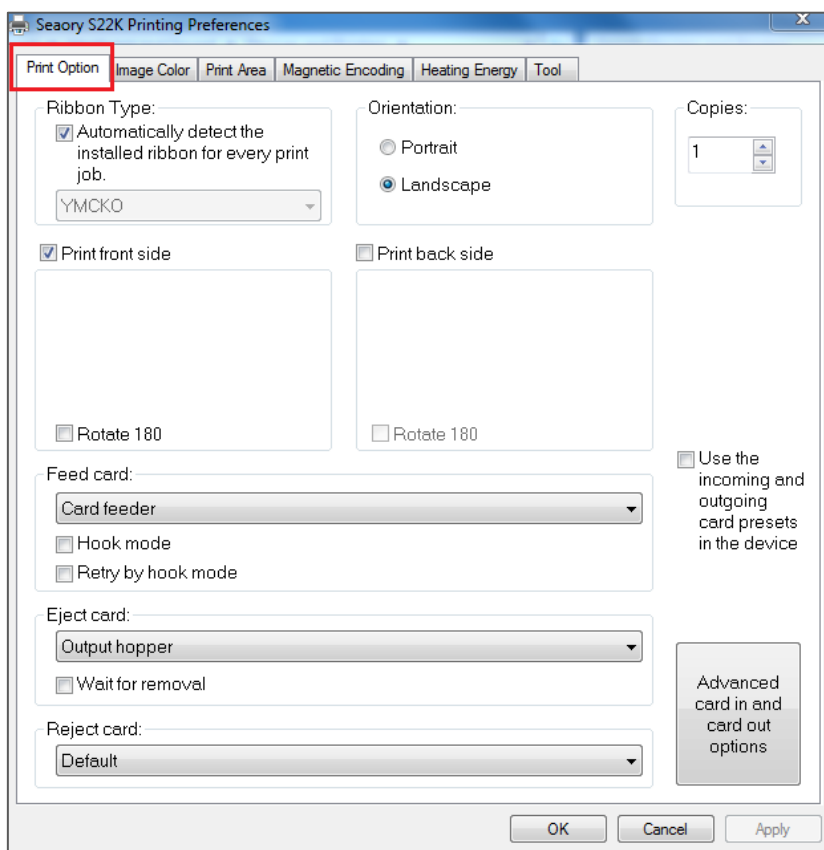 Seaory S22K Printing Preferences
Print Option Image Color Print Area Magnetic Encoding Heating Energy Tool
Ribbon Type:
Automatically detect the
installed ribbon for every print
job.
YMCKO
Orientation:
Portrait
Landscape
Copies:
1
Print front side
Rotate 180
Print back side
Rotate 180
Feed card:
Card feeder
Hook mode
Retry by hook mode
Use the
incoming and
outgoing
card presets
in the device
Eject card:
Output hopper
Wait for removal
Reject card:
Default
Advanced
card in and
card out
options
OK Cancel Apply